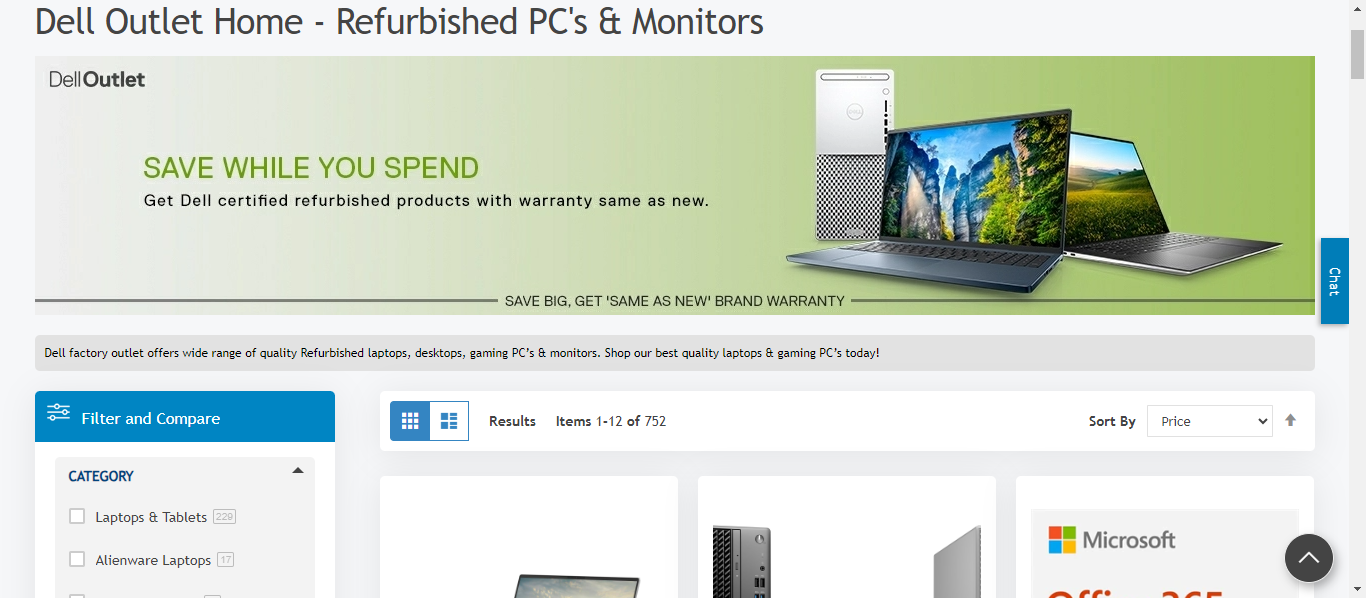 Dell Outlet Home - Refurbished PC's & Monitors
DellOutlet
SAVE WHILE YOU SPEND
Get Dell certified refurbished products with warranty same as new.
SAVE BIG, GET 'SAME AS NEW' BRAND WARRANTY
Chat
Dell factory outlet offers wide range of quality Refurbished laptops, desktops, gaming PC’s & monitors. Shop our best quality laptops & gaming PC’s today!
Filter and Compare
Results Items 1-12 of 752
Sort By Price
CATEGORY
Laptops & Tablets 229
Alienware Laptops 17
Microsoft
Office 365